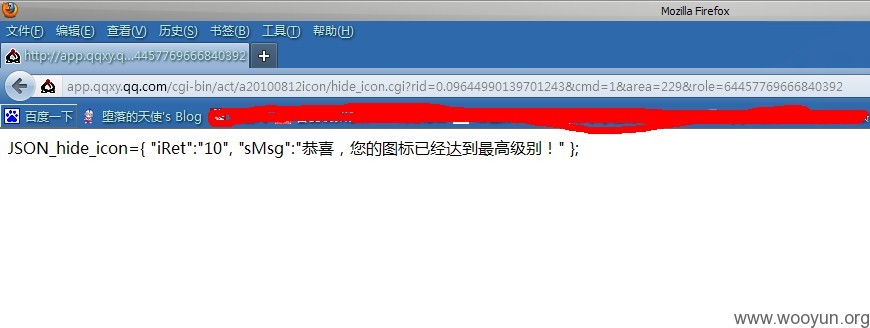 Mozilla Firefox
文件(F) 编辑(E) 查看(V) 历史(S) 书签(B) 工具(T) 帮助(H)
http://app.qqxy.q...4457769666840392
app.qqxy.qq.com/cgi-bin/act/a20100812icon/hide_icon.cgi?rid=0.09644990139701243&cmd=1&area=229&role=64457769666840392
百度一下 堕落的天使's Blog
JSON_hide_icon={ "iRet":"10", "sMsg":"恭喜，您的图标已经达到最高级别！" };
www.wooyun.org